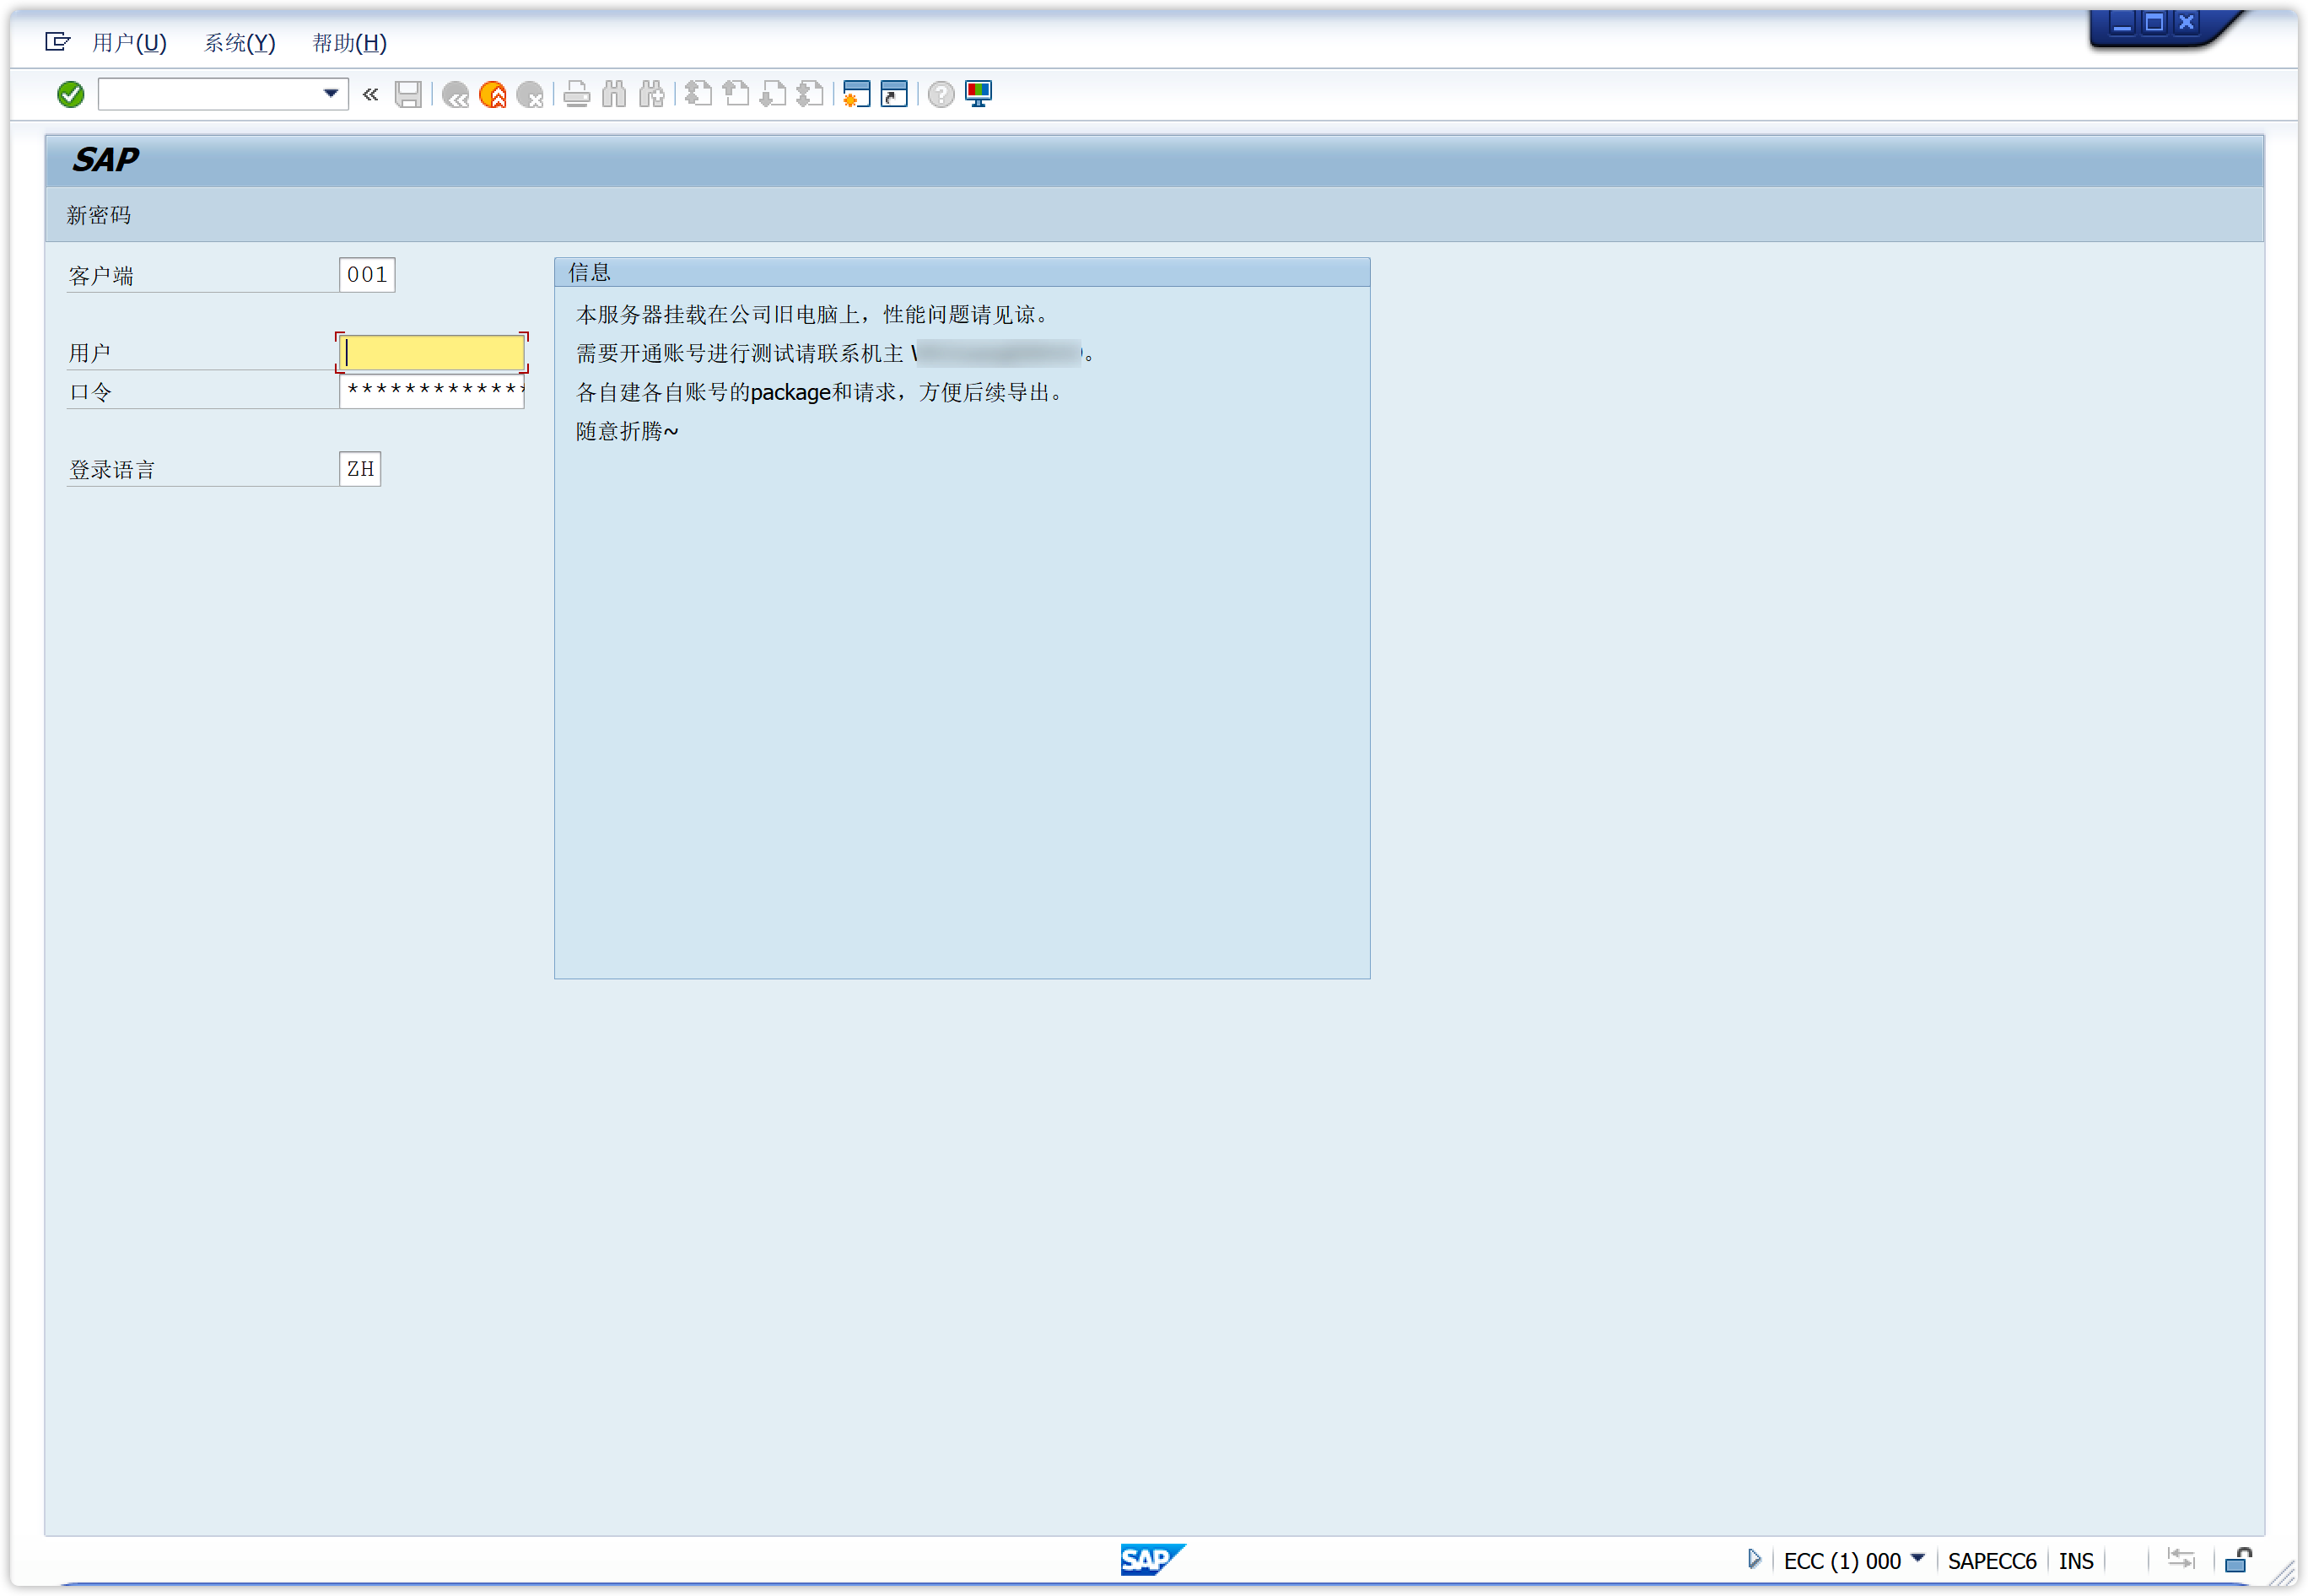 用户(U) 系统(Y) 帮助(H)
SAP
新密码
客户端 001
用户
口令 *************
登录语言 ZH
信息
本服务器挂载在公司旧电脑上，性能问题请见谅。
需要开通账号进行测试请联系机主 。
各自建各自账号的package和请求，方便后续导出。
随意折腾~
SAP
ECC (1) 000
SAPECC6
INS